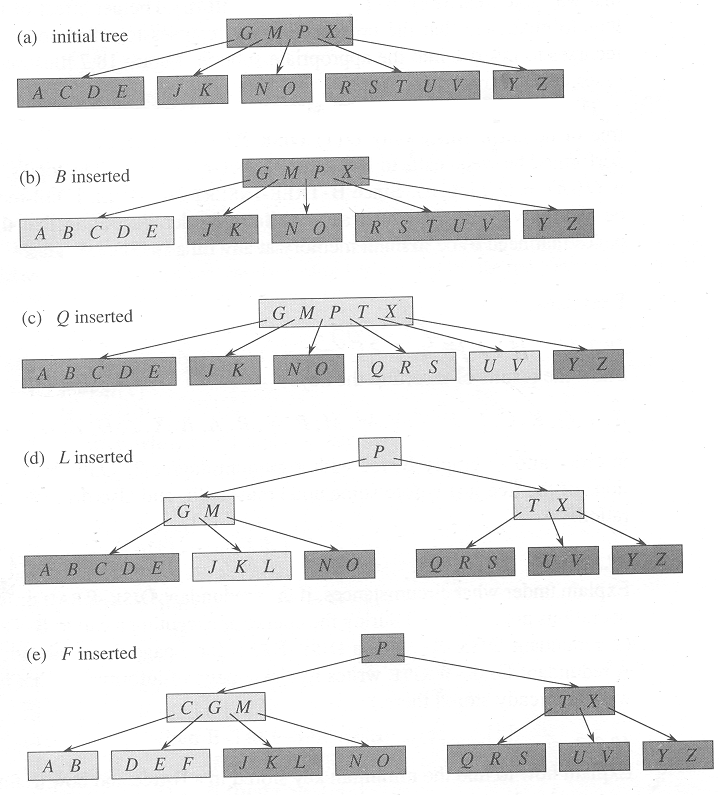 (a) initial tree
G M P X
A C D E J K N O R S T U V Y Z
(b) B inserted
G M P X
A B C D E J K N O R S T U V Y Z
(c) Q inserted
G M P T X
A B C D E J K N O Q R S U V Y Z
(d) L inserted
P
G M T X
A B C D E J K L N O Q R S U V Y Z
(e) F inserted
P
C G M T X
A B D E F J K L N O Q R S U V Y Z